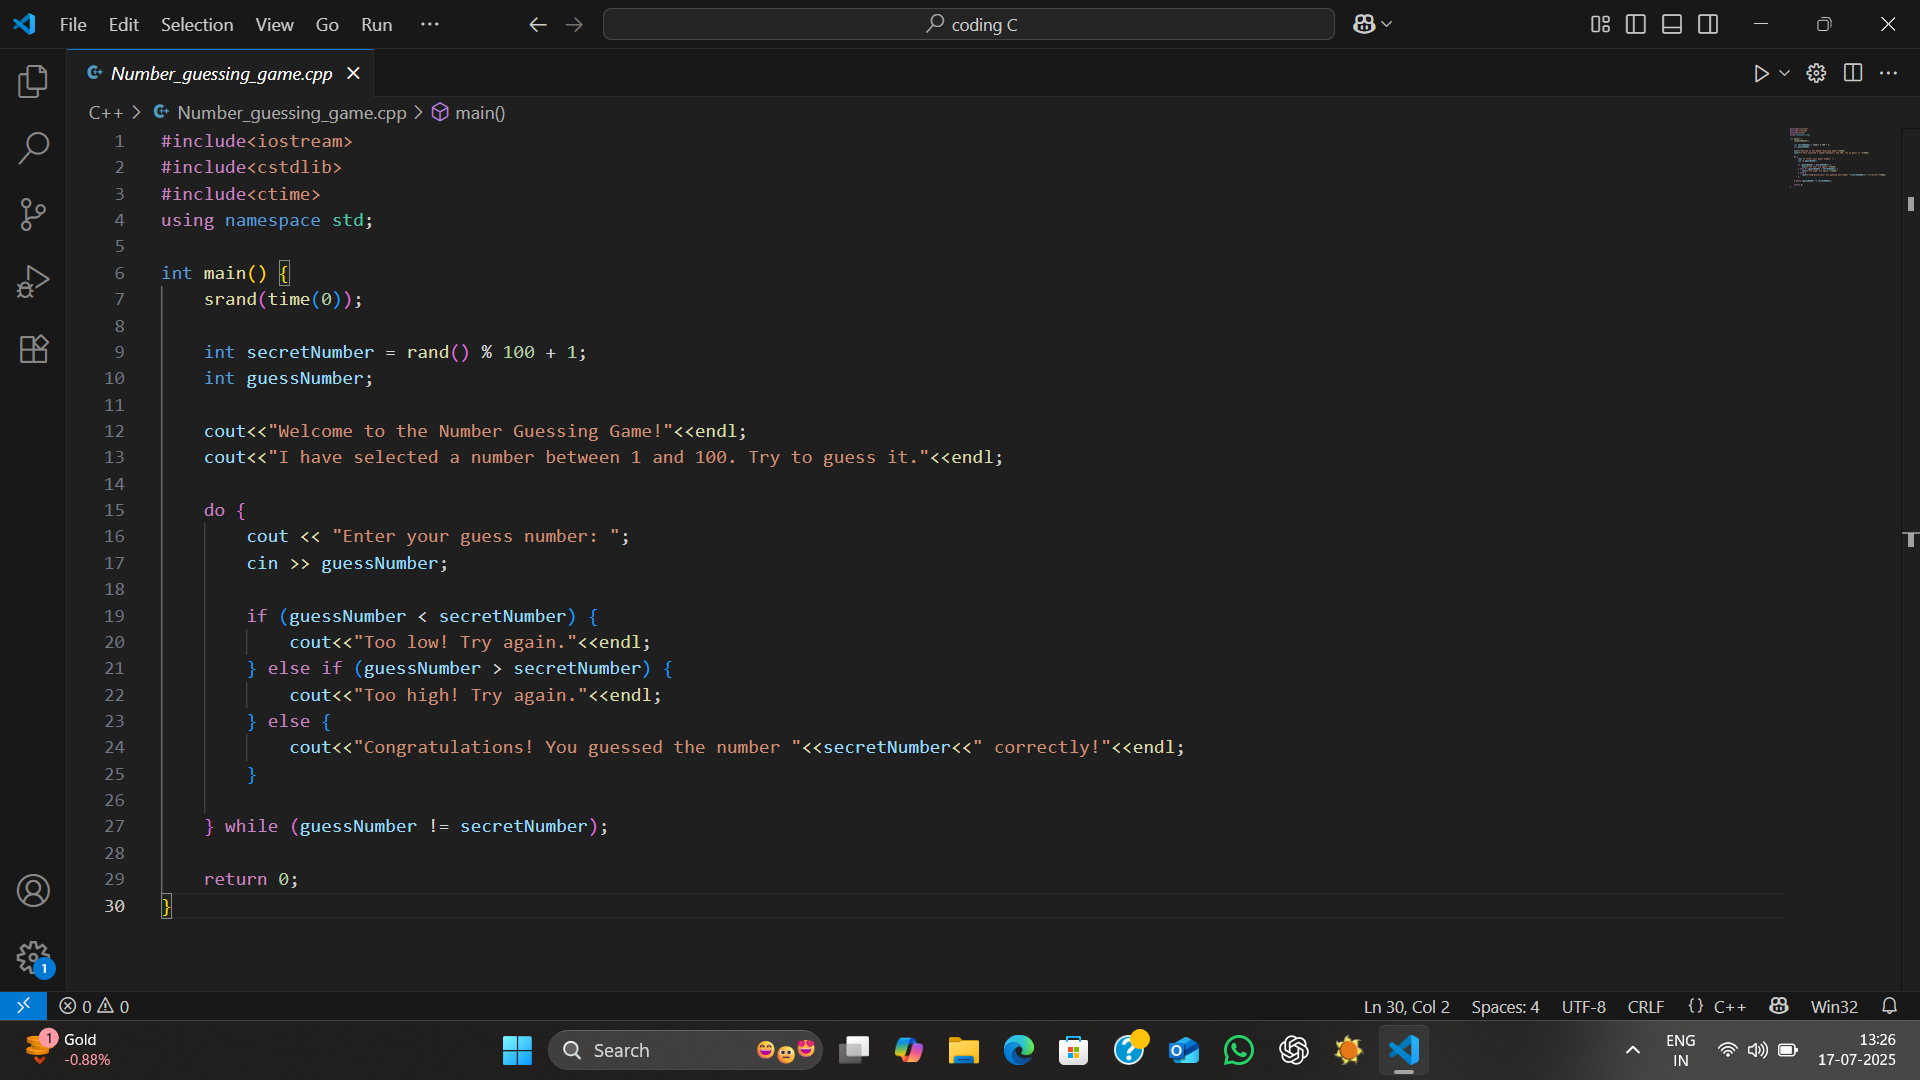 File Edit Selection View Go Run ···
coding C
Number_guessing_game.cpp
C++ > Number_guessing_game.cpp > main()
1 #include<iostream>
2 #include<cstdlib>
3 #include<ctime>
4 using namespace std;
5
6 int main() {
7 srand(time(0));
8
9 int secretNumber = rand() % 100 + 1;
10 int guessNumber;
11
12 cout<<"Welcome to the Number Guessing Game!"<<endl;
13 cout<<"I have selected a number between 1 and 100. Try to guess it."<<endl;
14
15 do {
16 cout << "Enter your guess number: ";
17 cin >> guessNumber;
18
19 if (guessNumber < secretNumber) {
20 cout<<"Too low! Try again."<<endl;
21 } else if (guessNumber > secretNumber) {
22 cout<<"Too high! Try again."<<endl;
23 } else {
24 cout<<"Congratulations! You guessed the number "<<secretNumber<<" correctly!"<<endl;
25 }
26
27 } while (guessNumber != secretNumber);
28
29 return 0;
30 }
1
0 0 Ln 30, Col 2 Spaces: 4 UTF-8 CRLF {} C++ Win32
1 Gold
-0.88%
Search
ENG
IN
13:26
17-07-2025